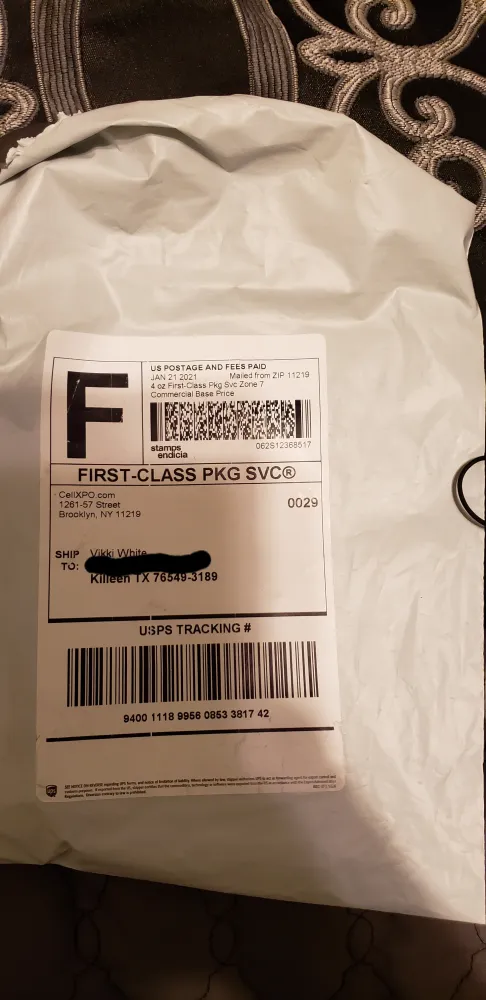 F
US POSTAGE AND FEES PAID
JAN 21 2021 Mailed from ZIP 11219
4 oz First-Class Pkg Svc Zone 7
Commercial Base Price
stamps
endicia
062S12368517
FIRST-CLASS PKG SVC®
CellXPO.com
1261-57 Street
Brooklyn, NY 11219
0029
SHIP TO:
Vikki White
Killeen TX 76549-3189
USPS TRACKING #
9400 1118 9956 0853 3817 42